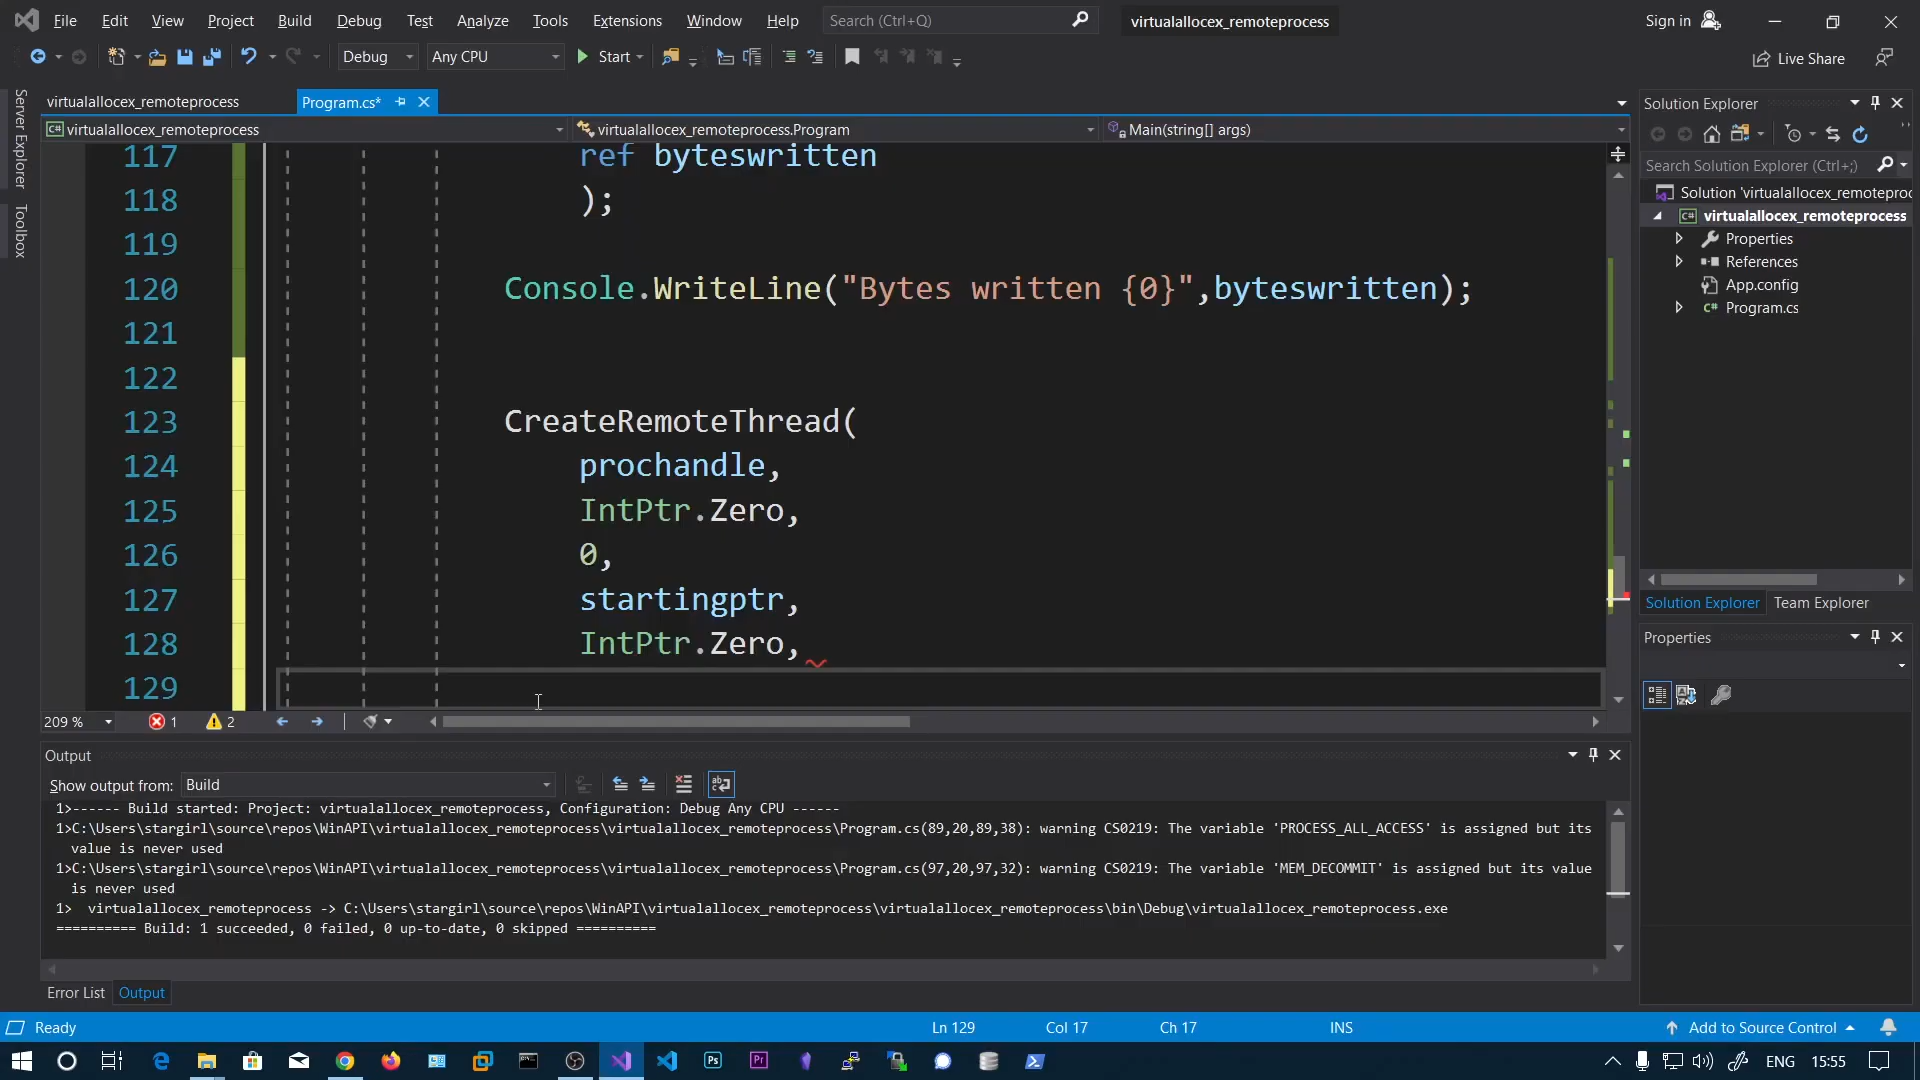 File Edit View Project Build Debug Test Analyze Tools Extensions Window Help Search (Ctrl+Q) virtualallocex_remoteprocess Sign in
Debug Any CPU Start Live Share
Server Explorer
Toolbox
virtualallocex_remoteprocess Program.cs*
virtualallocex_remoteprocess virtualallocex_remoteprocess.Program Main(string[] args)
117 ref byteswritten
118 );
119
120 Console.WriteLine("Bytes written {0}",byteswritten);
121
122
123 CreateRemoteThread(
124 prochandle,
125 IntPtr.Zero,
126 0,
127 startingptr,
128 IntPtr.Zero,
129
209 % 1 2
Output
Show output from: Build
1>------ Build started: Project: virtualallocex_remoteprocess, Configuration: Debug Any CPU ------
1>C:\Users\stargirl\source\repos\WinAPI\virtualallocex_remoteprocess\virtualallocex_remoteprocess\Program.cs(89,20,89,38): warning CS0219: The variable 'PROCESS_ALL_ACCESS' is assigned but its
value is never used
1>C:\Users\stargirl\source\repos\WinAPI\virtualallocex_remoteprocess\virtualallocex_remoteprocess\Program.cs(97,20,97,32): warning CS0219: The variable 'MEM_DECOMMIT' is assigned but its value
is never used
1>  virtualallocex_remoteprocess -> C:\Users\stargirl\source\repos\WinAPI\virtualallocex_remoteprocess\virtualallocex_remoteprocess\bin\Debug\virtualallocex_remoteprocess.exe
========== Build: 1 succeeded, 0 failed, 0 up-to-date, 0 skipped ==========
Error List Output
Solution Explorer
Search Solution Explorer (Ctrl+;)
Solution 'virtualallocex_remoteproc
virtualallocex_remoteprocess
Properties
References
App.config
C# Program.cs
Solution Explorer Team Explorer
Properties
Ready Ln 129 Col 17 Ch 17 INS Add to Source Control
Ps Pr ENG 15:55